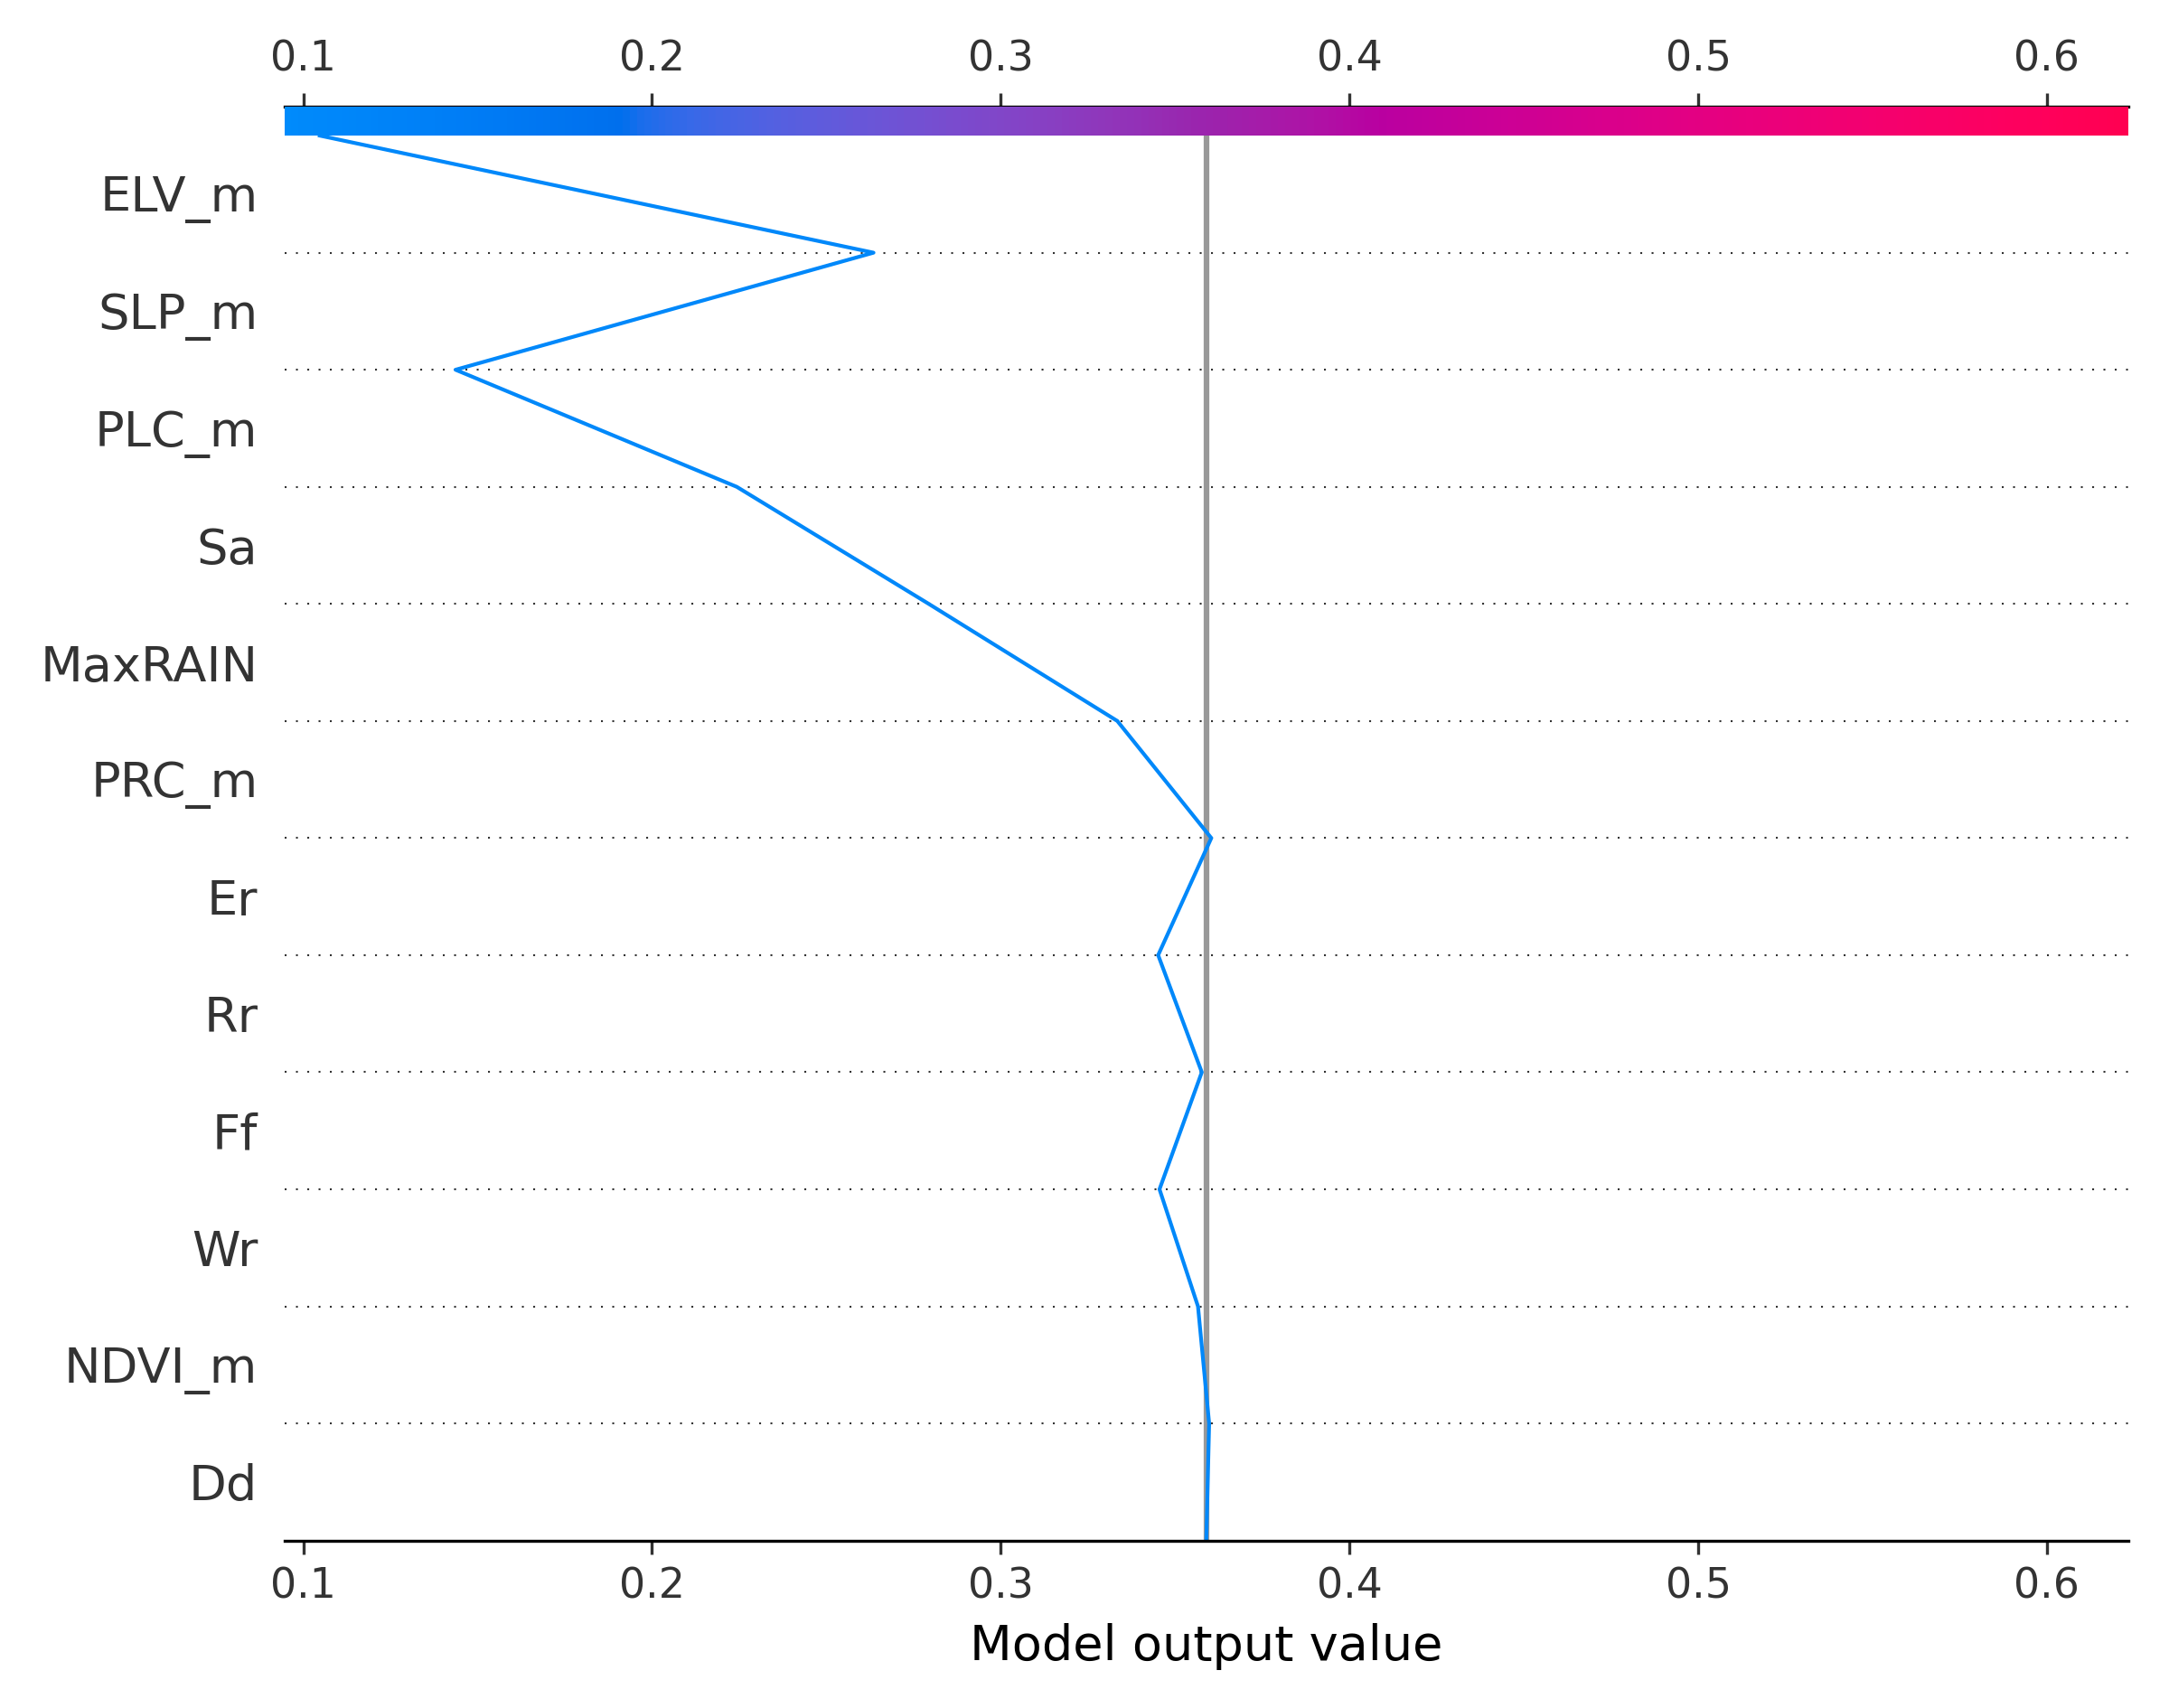 0.1 0.2 0.3 0.4 0.5 0.6
ELV_m
SLP_m
PLC_m
Sa
MaxRAIN
PRC_m
Er
Rr
Ff
Wr
NDVI_m
Dd
0.1 0.2 0.3 0.4 0.5 0.6
Model output value